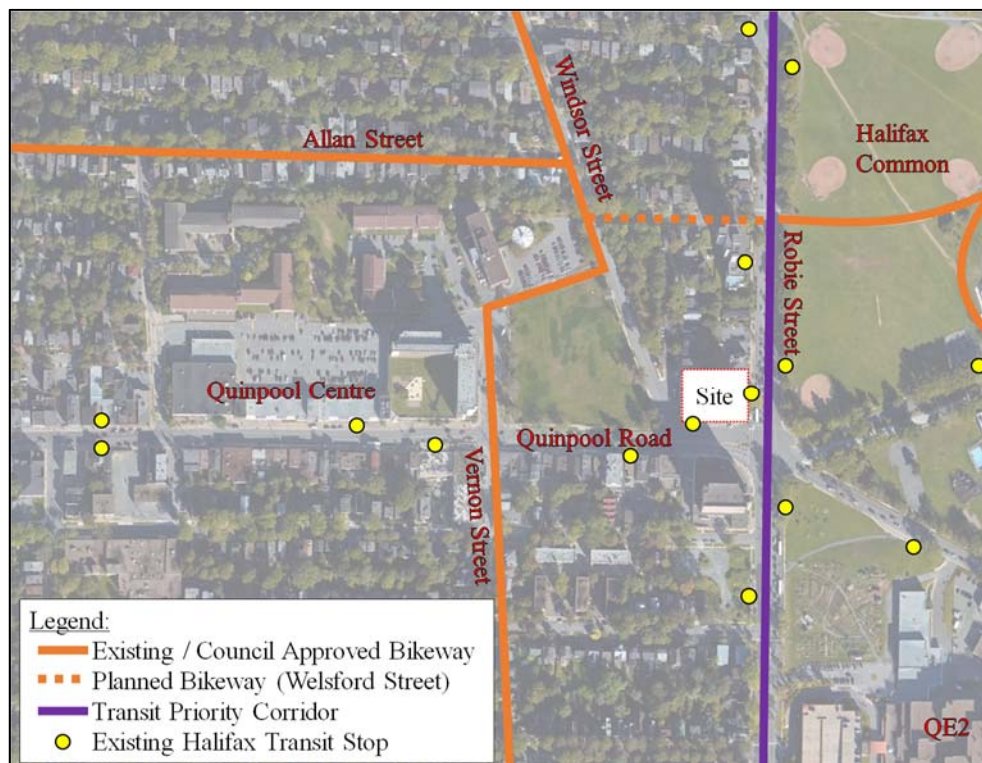 Windsor Street
Allan Street
Halifax
Common
Robie Street
Quinpool Centre
Site
Quinpool Road
Vernon Street
Legend:
Existing / Council Approved Bikeway
Planned Bikeway (Welsford Street)
Transit Priority Corridor
Existing Halifax Transit Stop
QE2